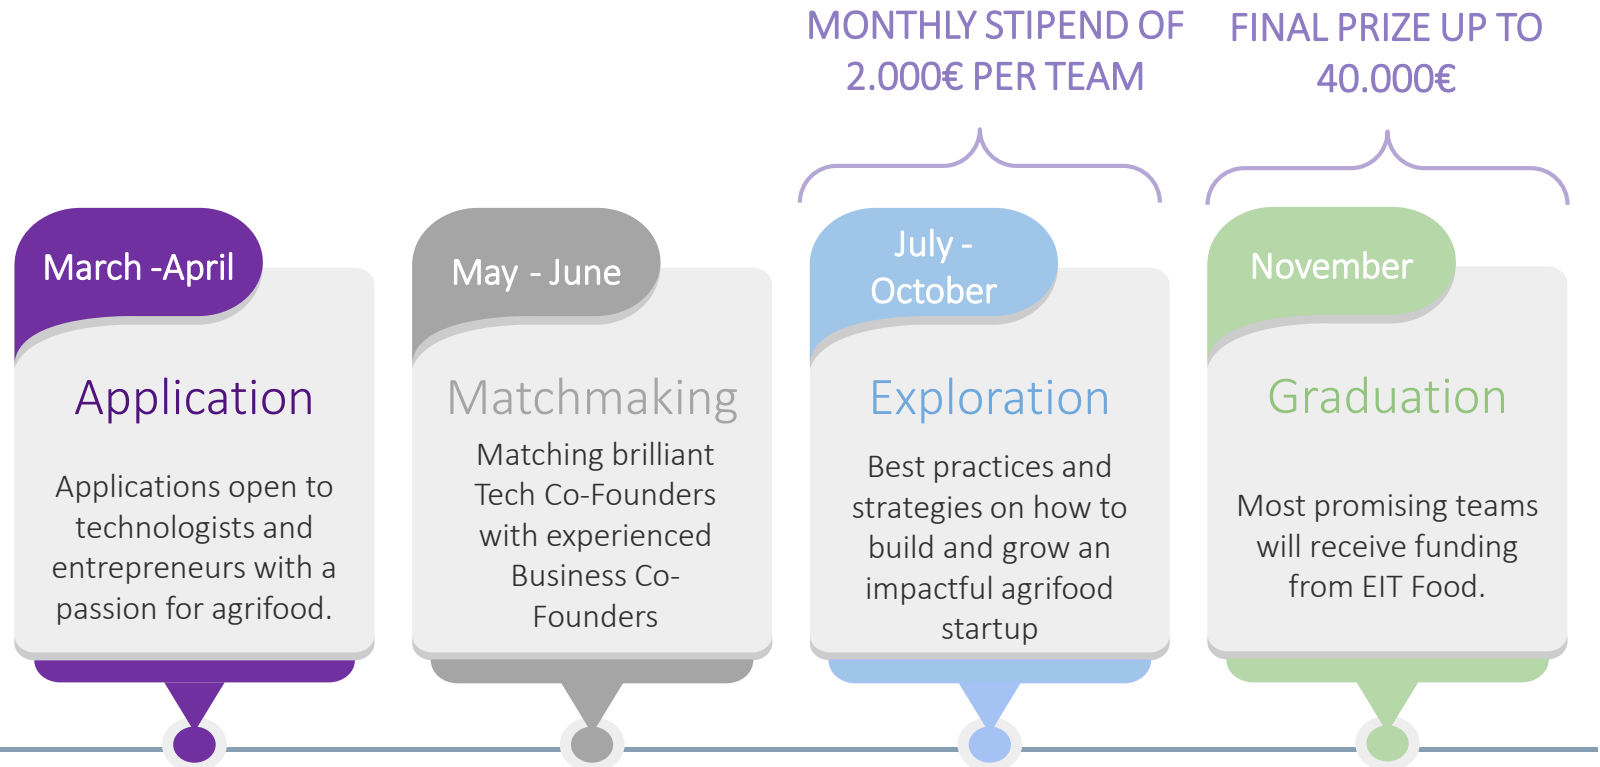 MONTHLY STIPEND OF
2.000€ PER TEAM
FINAL PRIZE UP TO
40.000€
March -April
Application
Applications open to
technologists and
entrepreneurs with a
passion for agrifood.
May - June
Matchmaking
Matching brilliant
Tech Co-Founders
with experienced
Business Co-
Founders
July -
October
Exploration
Best practices and
strategies on how to
build and grow an
impactful agrifood
startup
November
Graduation
Most promising teams
will receive funding
from EIT Food.